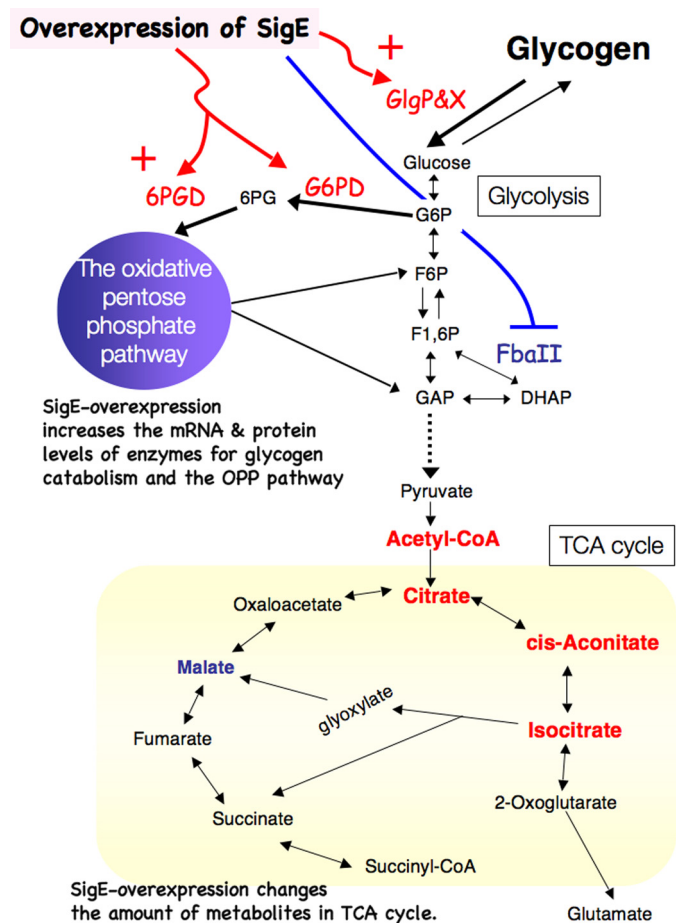 Overexpression of SigE
+
Glycogen
GlgP&X
Glucose
+
6PGD
6PG
G6PD
G6P
Glycolysis
The oxidative
pentose
phosphate
pathway
F6P
F1,6P
FbaII
GAP
DHAP
SigE-overexpression
increases the mRNA & protein
levels of enzymes for glycogen
catabolism and the OPP pathway
Pyruvate
Acetyl-CoA
TCA cycle
Citrate
Oxaloacetate
cis-Aconitate
Malate
glyoxylate
Isocitrate
Fumarate
2-Oxoglutarate
Succinate
Succinyl-CoA
SigE-overexpression changes
the amount of metabolites in TCA cycle.
Glutamate